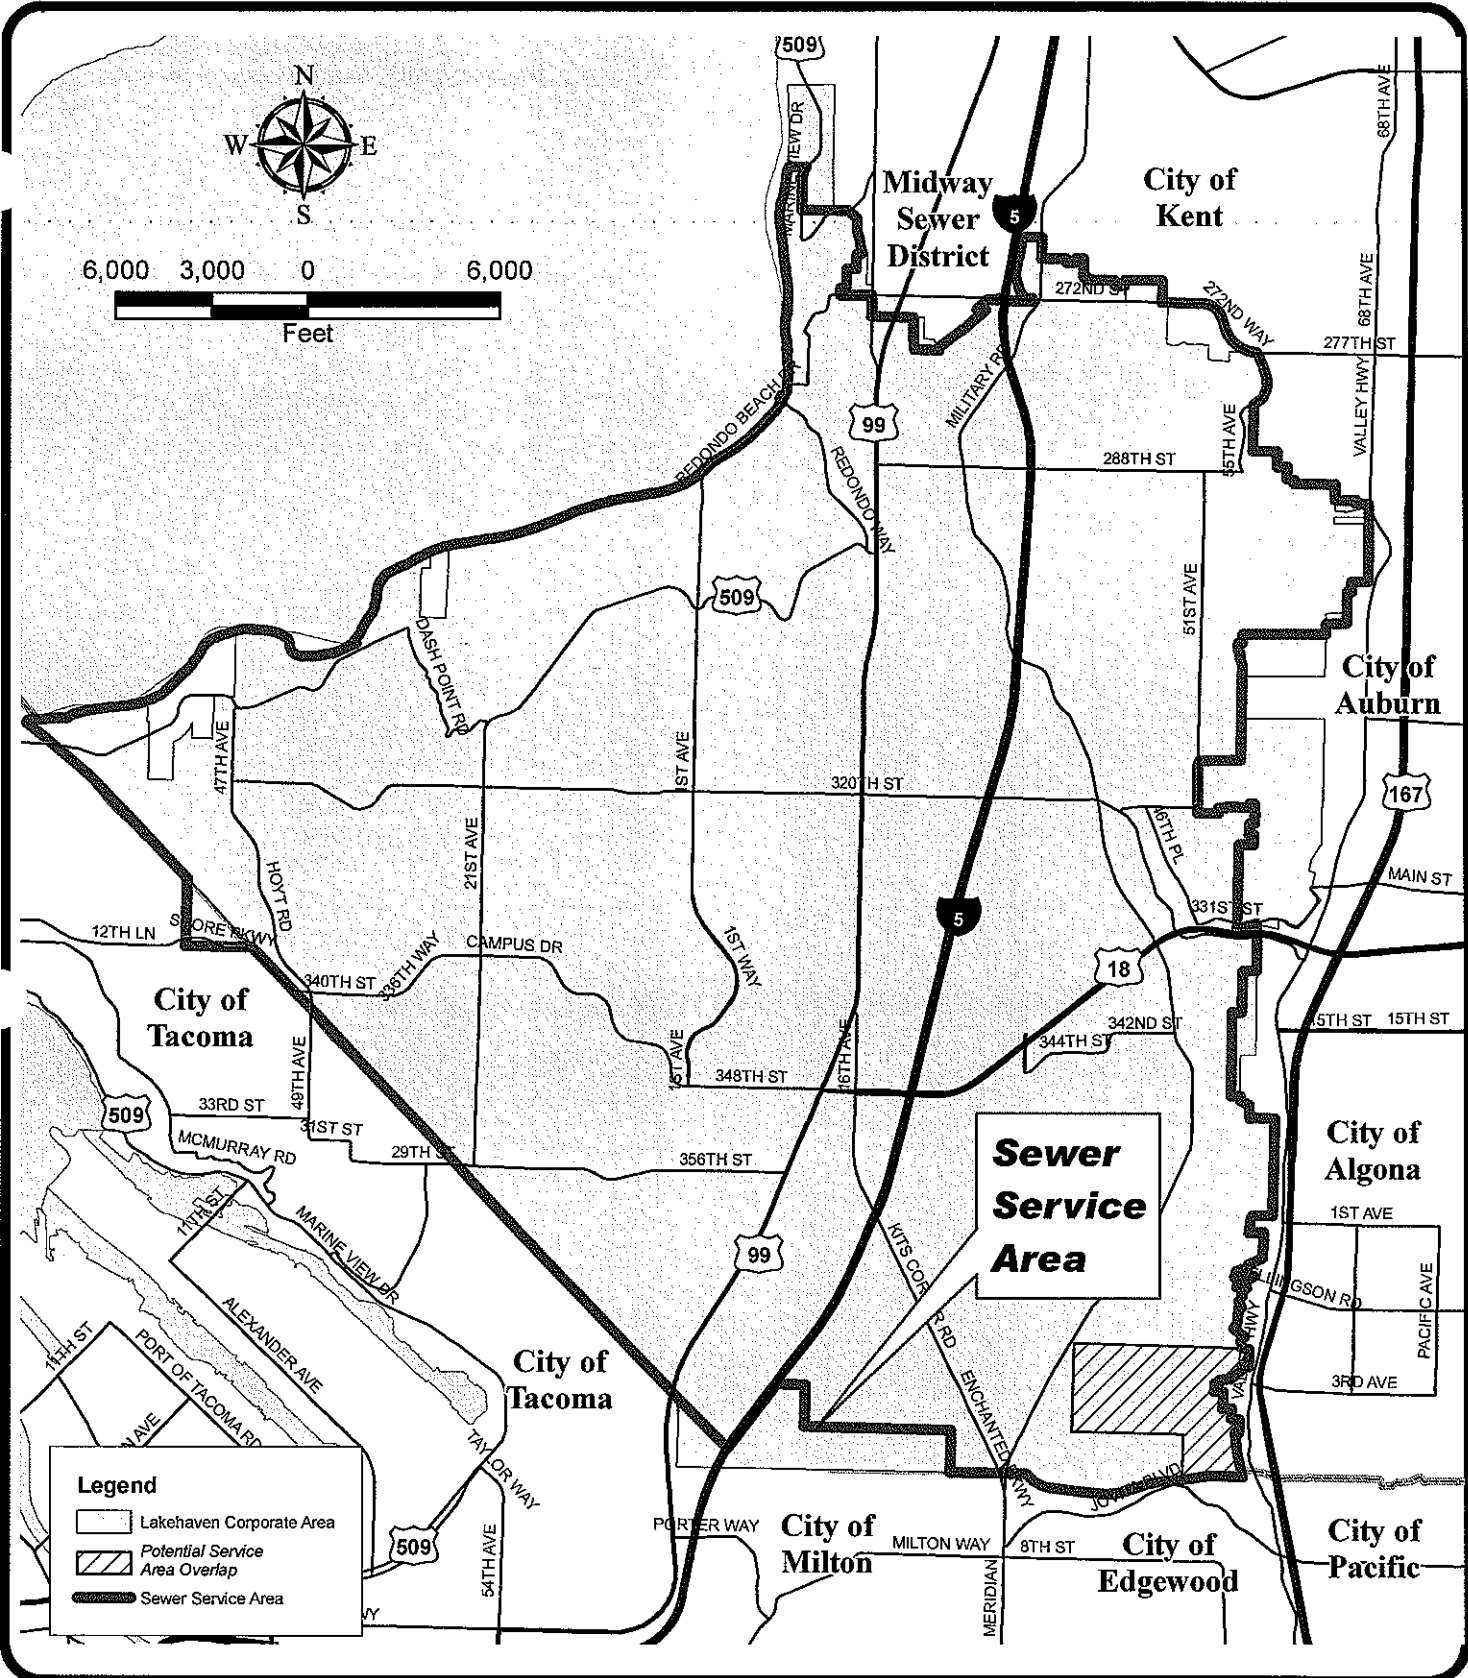 509
N
W E
S
6,000 3,000 0 6,000
Feet
MARINE VIEW DR
68TH AVE
Midway
Sewer
District
5
City of
Kent
272ND ST
272ND WAY
277TH ST
68TH AVE
VALLEY HWY
REDONDO BEACH DR
99
MILITARY RD
REDONDO WAY
288TH ST
55TH AVE
509
51ST AVE
DASH POINT RD
City of
Auburn
47TH AVE
1ST AVE
320TH ST
167
21ST AVE
46TH PL
MAIN ST
HOYT RD
331ST ST
12TH LN
SHORE PKWY
336TH WAY
CAMPUS DR
1ST WAY
5
18
340TH ST
City of
Tacoma
342ND ST
344TH ST
15TH ST
15TH ST
49TH AVE
1ST AVE
16TH AVE
348TH ST
509
33RD ST
31ST ST
MCMURRAY RD
29TH ST
356TH ST
Sewer
Service
Area
City of
Algona
11TH ST
MARINE VIEW DR
99
KITS CORNER RD
1ST AVE
ALEXANDER AVE
PACIFIC AVE
11TH ST
PORT OF TACOMA RD
City of
Tacoma
ENCHANTED PKWY
3RD AVE
TAYLOR WAY
JOVITA BLVD
Legend
Lakehaven Corporate Area
Potential Service
Area Overlap
Sewer Service Area
509
54TH AVE
PORTER WAY
City of
Milton
MILTON WAY
8TH ST
MERIDIAN
City of
Edgewood
City of
Pacific